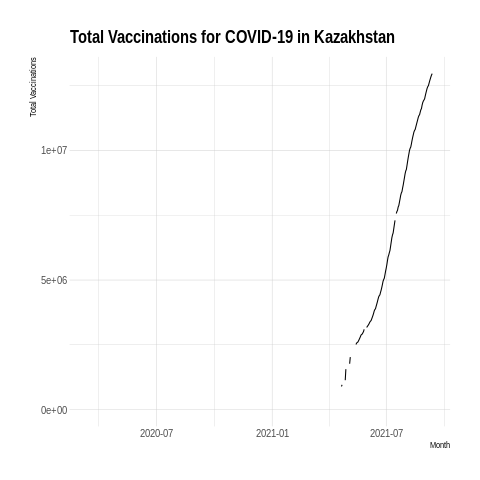 Total Vaccinations for COVID-19 in Kazakhstan
Total Vaccinations
1e+07
5e+06
0e+00
2020-07
2021-01
2021-07
Month